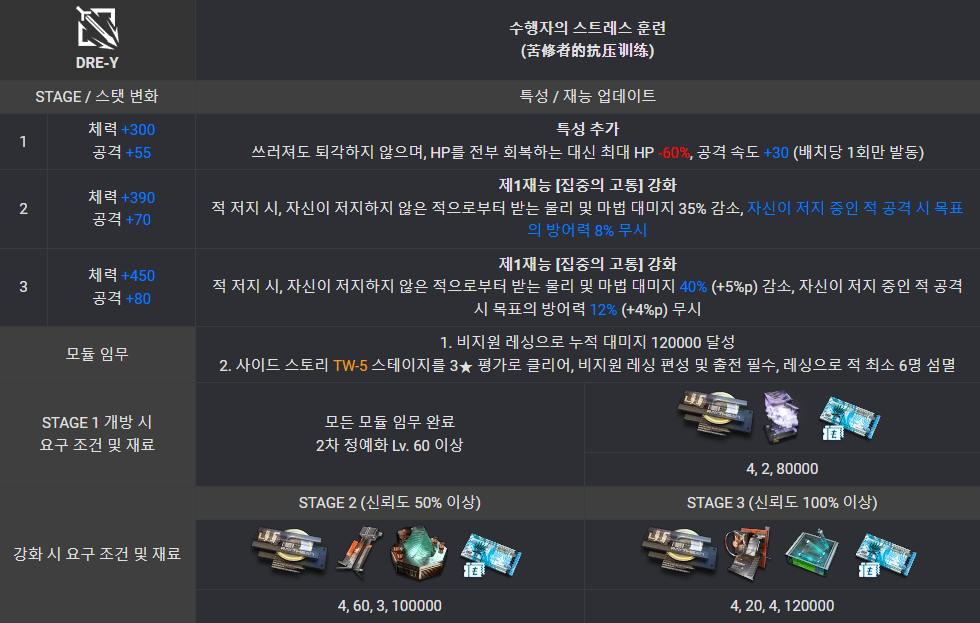 DRE-Y
수행자의 스트레스 훈련
(苦修者的抗压训练)
STAGE / 스탯 변화
특성 / 재능 업데이트
1
체력 +300
공격 +55
특성 추가
쓰러져도 퇴각하지 않으며, HP를 전부 회복하는 대신 최대 HP -60%, 공격 속도 +30 (배치당 1회만 발동)
2
체력 +390
공격 +70
제1재능 [집중의 고통] 강화
적 저지 시, 자신이 저지하지 않은 적으로부터 받는 물리 및 마법 대미지 35% 감소, 자신이 저지 중인 적 공격 시 목표
의 방어력 8% 무시
3
체력 +450
공격 +80
제1재능 [집중의 고통] 강화
적 저지 시, 자신이 저지하지 않은 적으로부터 받는 물리 및 마법 대미지 40% (+5%p) 감소, 자신이 저지 중인 적 공격
시 목표의 방어력 12% (+4%p) 무시
모듈 임무
1. 비지원 레싱으로 누적 대미지 120000 달성
2. 사이드 스토리 TW-5 스테이지를 3★ 평가로 클리어, 비지원 레싱 편성 및 출전 필수, 레싱으로 적 최소 6명 섬멸
STAGE 1 개방 시
요구 조건 및 재료
모든 모듈 임무 완료
2차 정예화 Lv. 60 이상
4, 2, 80000
강화 시 요구 조건 및 재료
STAGE 2 (신뢰도 50% 이상)
STAGE 3 (신뢰도 100% 이상)
4, 60, 3, 100000
4, 20, 4, 120000